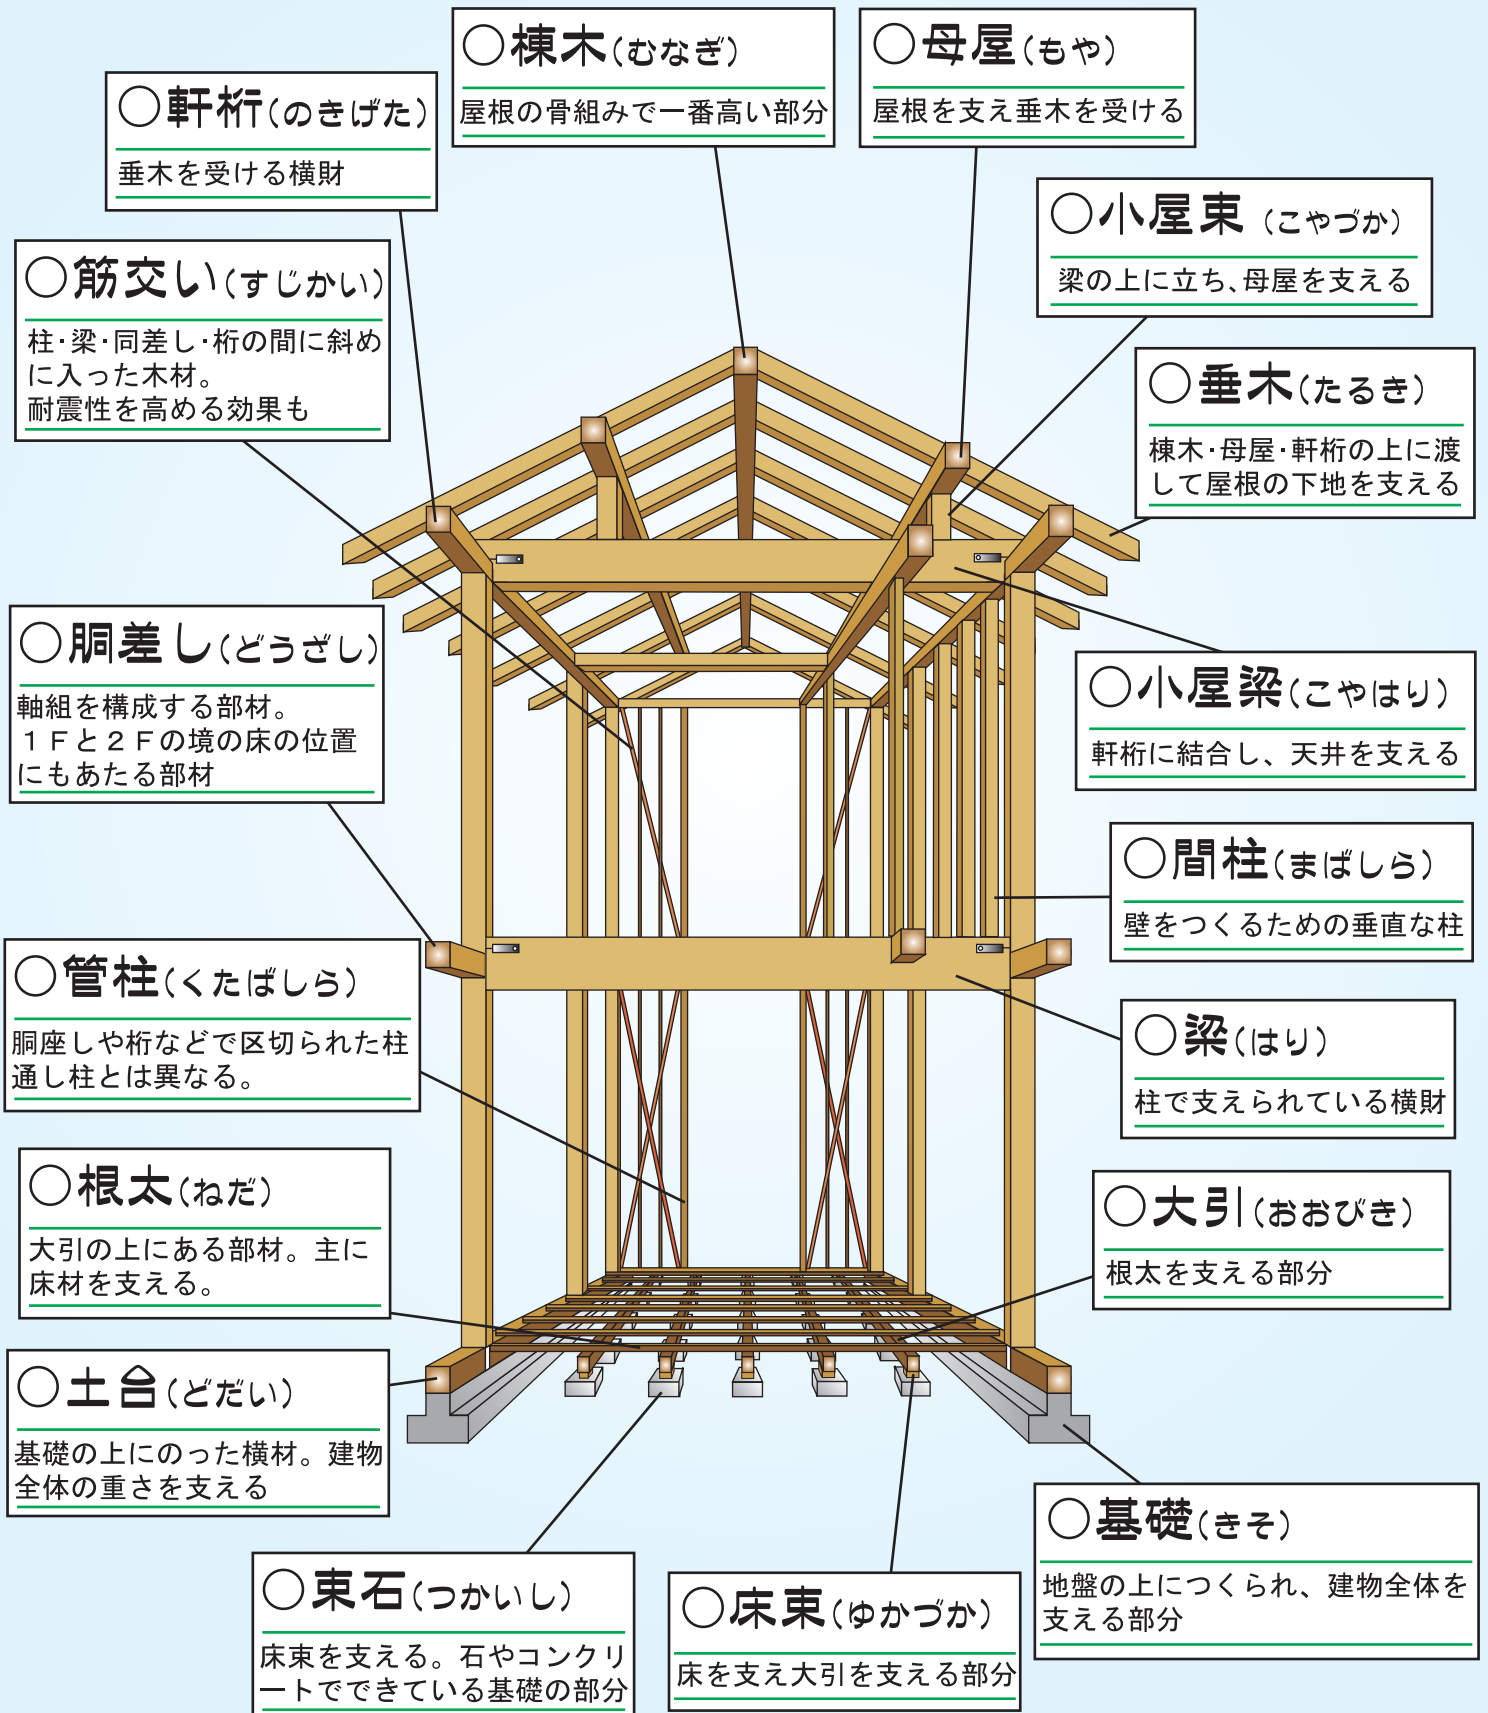 ○棟木(むなぎ)
屋根の骨組みで一番高い部分
○母屋(もや)
屋根を支え垂木を受ける
○軒桁(のきげた)
垂木を受ける横財
○小屋束(こやづか)
梁の上に立ち、母屋を支える
○筋交い(すじかい)
柱・梁・同差し・桁の間に斜め
に入った木材。
耐震性を高める効果も
○垂木(たるき)
棟木・母屋・軒桁の上に渡
して屋根の下地を支える
○胴差し(どうざし)
軸組を構成する部材。
１Ｆと２Ｆの境の床の位置
にもあたる部材
○小屋梁(こやはり)
軒桁に結合し、天井を支える
○間柱(まばしら)
壁をつくるための垂直な柱
○管柱(くたばしら)
胴座しや桁などで区切られた柱
通し柱とは異なる。
○梁(はり)
柱で支えられている横財
○根太(ねだ)
大引の上にある部材。主に
床材を支える。
○大引(おおびき)
根太を支える部分
○土台(どだい)
基礎の上にのった横材。建物
全体の重さを支える
○基礎(きそ)
地盤の上につくられ、建物全体を
支える部分
○束石(つかいし)
床束を支える。石やコンクリ
ートでできている基礎の部分
○床束(ゆかづか)
床を支え大引を支える部分